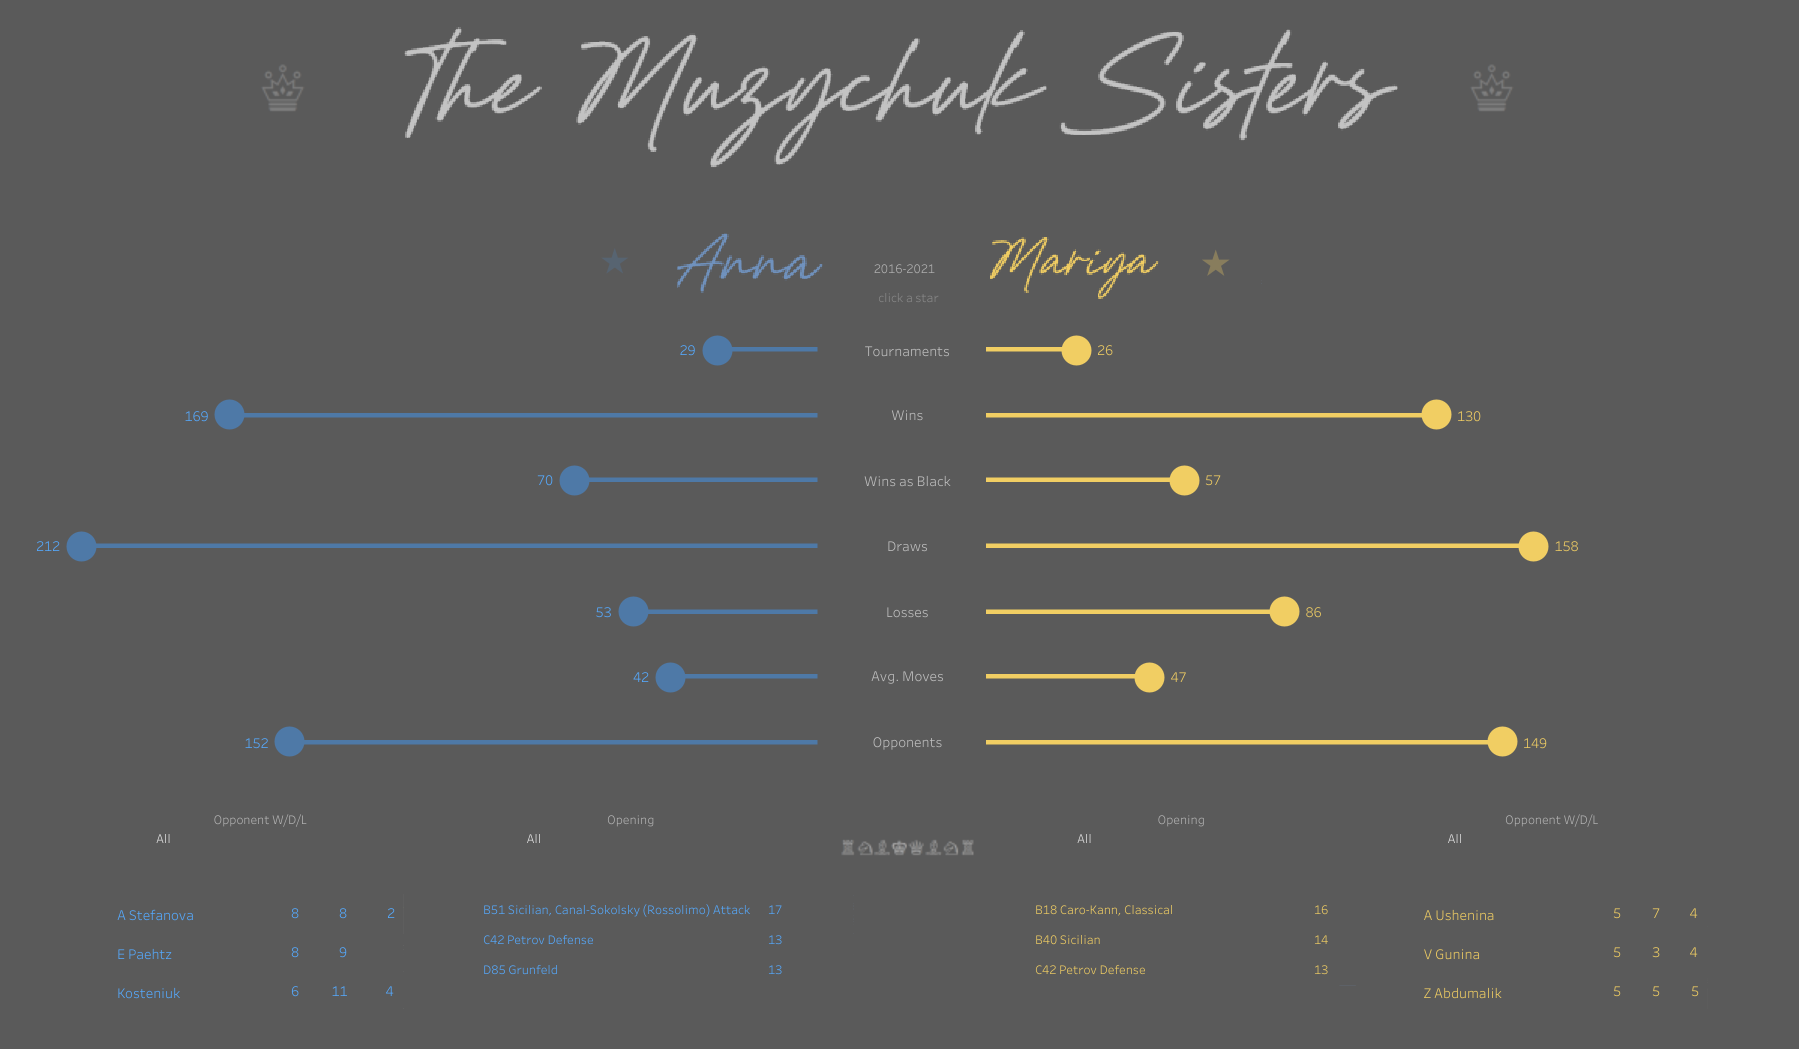 The Muzychuk Sisters
Anna
2016-2021
Mariya
click a star
29 Tournaments 26
169 Wins 130
70 Wins as Black 57
212 Draws 158
53 Losses 86
42 Avg. Moves 47
152 Opponents 149
Opponent W/D/L Opening Opening Opponent W/D/L
All All All All
A Stefanova 8 8 2
E Paehtz 8 9
Kosteniuk 6 11 4
B51 Sicilian, Canal-Sokolsky (Rossolimo) Attack 17
C42 Petrov Defense 13
D85 Grunfeld 13
B18 Caro-Kann, Classical 16
B40 Sicilian 14
C42 Petrov Defense 13
A Ushenina 5 7 4
V Gunina 5 3 4
Z Abdumalik 5 5 5